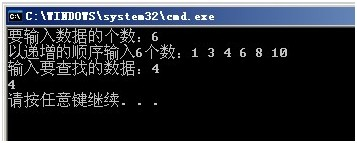 C:\WINDOWS\system32\cmd.exe
要输入数据的个数：6
以递增的顺序输入6个数：1 3 4 6 8 10
输入要查找的数据：4
4
请按任意键继续. . .